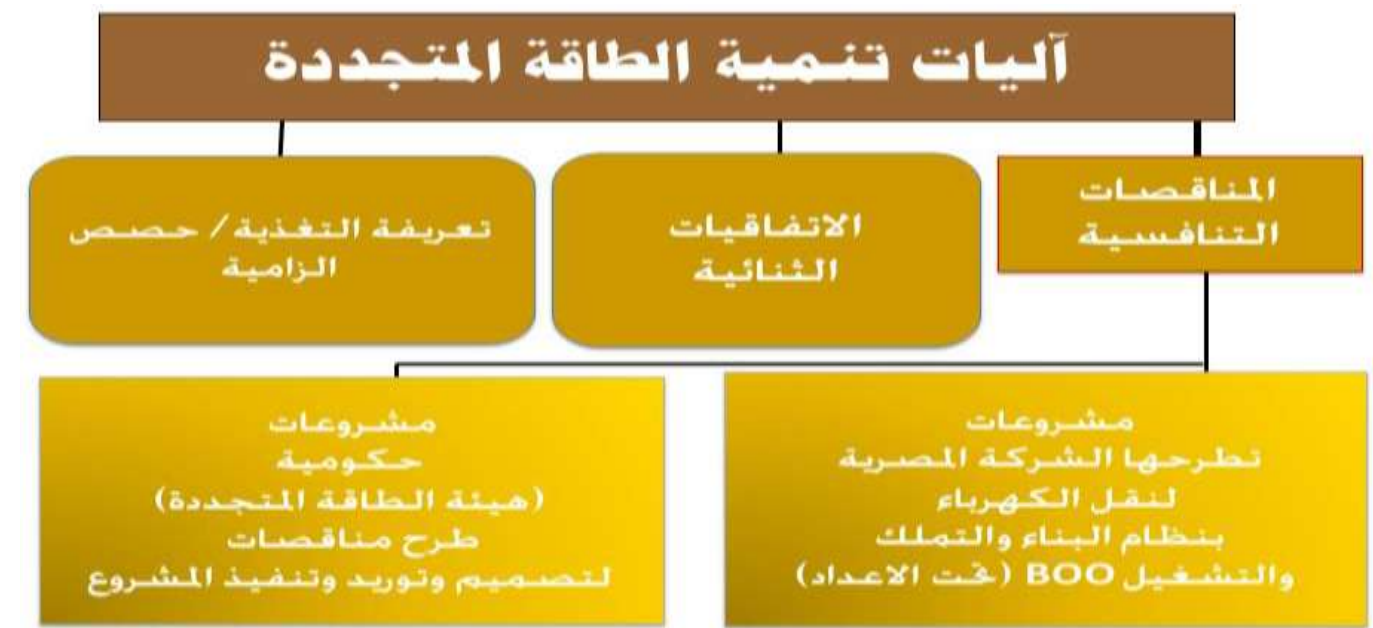 آليات تنمية الطاقة المتجددة
المناقصات
التنافسية
الاتفاقيات
الثنائية
تعريفة التغذية / حصص
الزامية
مشروعات
تطرحها الشركة المصرية
لنقل الكهرباء
بنظام البناء والتملك
والتشغيل BOO (تحت الاعداد)
مشروعات
حكومية
(هيئة الطاقة المتجددة)
طرح مناقصات
لتصميم وتوريد وتنفيذ المشروع